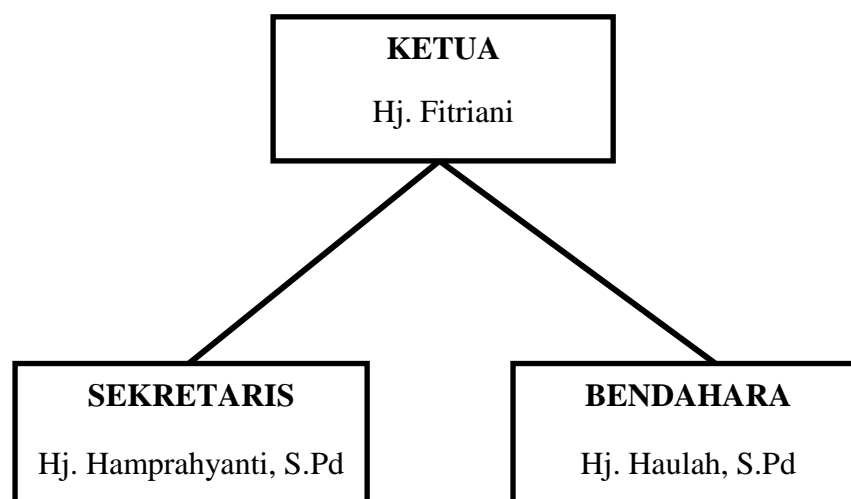 KETUA
Hj. Fitriani
SEKRETARIS
Hj. Hamprahyanti, S.Pd
BENDAHARA
Hj. Haulah, S.Pd